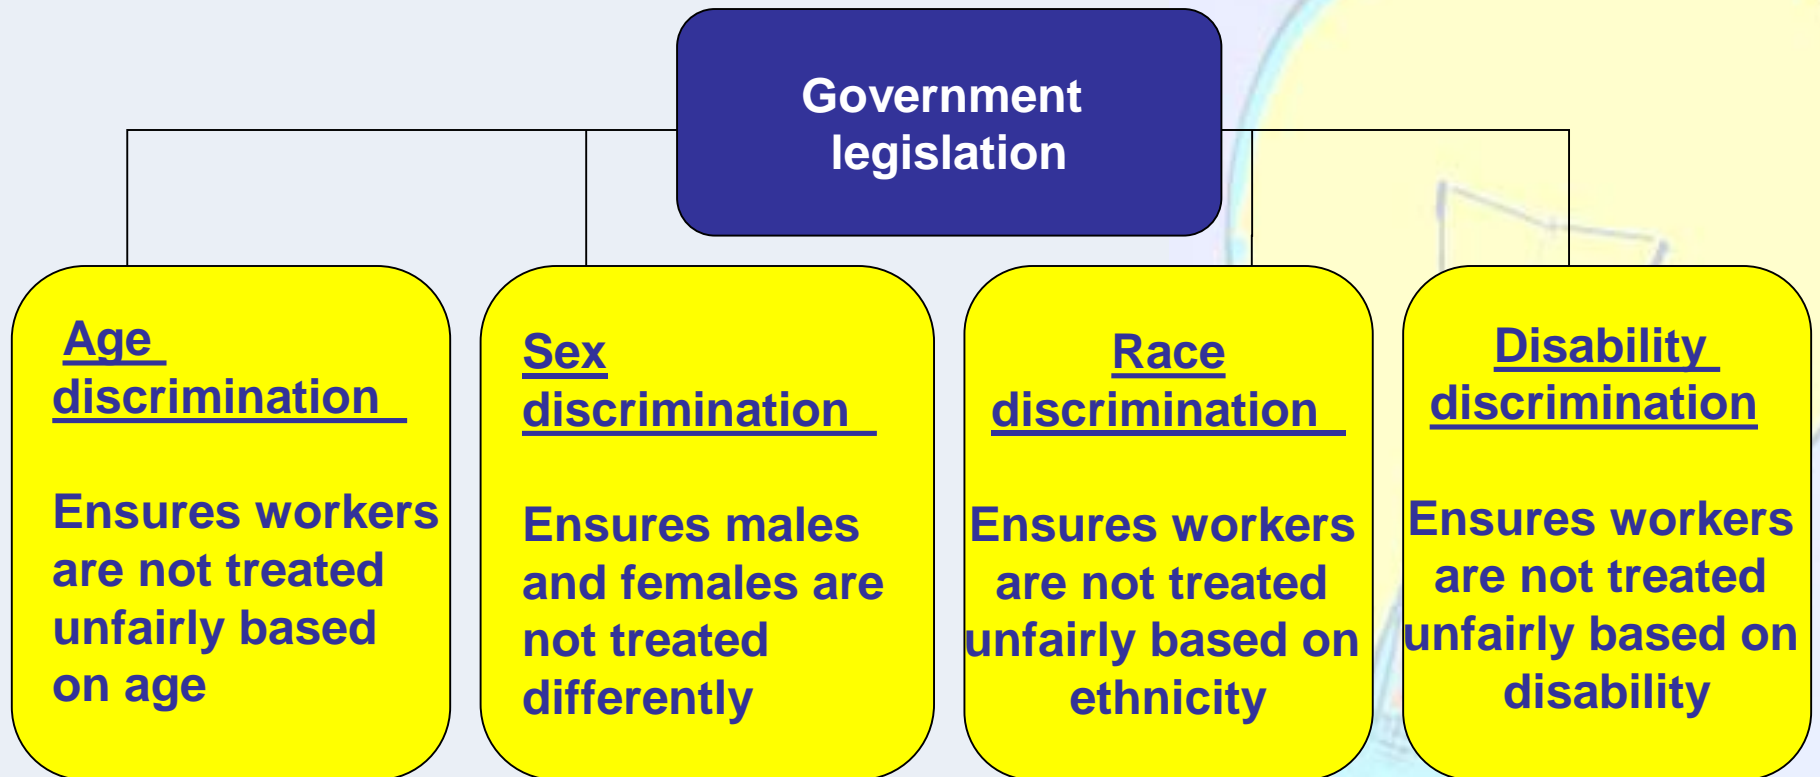 Government
legislation
Age
discrimination
Ensures workers
are not treated
unfairly based
on age
Sex
discrimination
Ensures males
and females are
not treated
differently
Race
discrimination
Ensures workers
are not treated
unfairly based on
ethnicity
Disability
discrimination
Ensures workers
are not treated
unfairly based on
disability